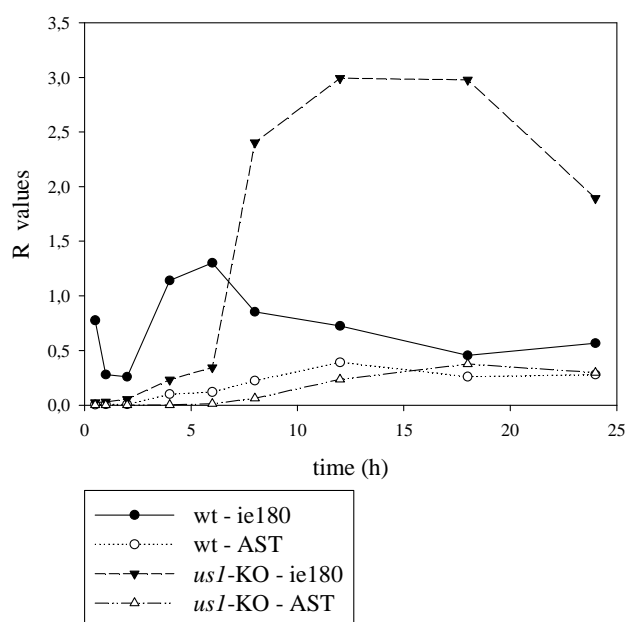 3,5
3,0
2,5
2,0
1,5
1,0
0,5
0,0
R values
0 5 10 15 20 25
time (h)
wt - ie180
wt - AST
us1-KO - ie180
us1-KO - AST